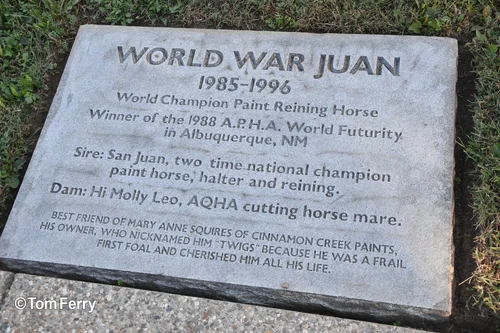 WORLD WAR JUAN
1985-1996
World Champion Paint Reining Horse
Winner of the 1988 A.P.H.A. World Futurity
in Albuquerque, NM
Sire: San Juan, two time national champion
paint horse, halter and reining.
Dam: Hi Molly Leo, AQHA cutting horse mare.
BEST FRIEND OF MARY ANNE SQUIRES OF CINNAMON CREEK PAINTS,
HIS OWNER, WHO NICKNAMED HIM "TWIGS" BECAUSE HE WAS A FRAIL
FIRST FOAL AND CHERISHED HIM ALL HIS LIFE.
©Tom Ferry